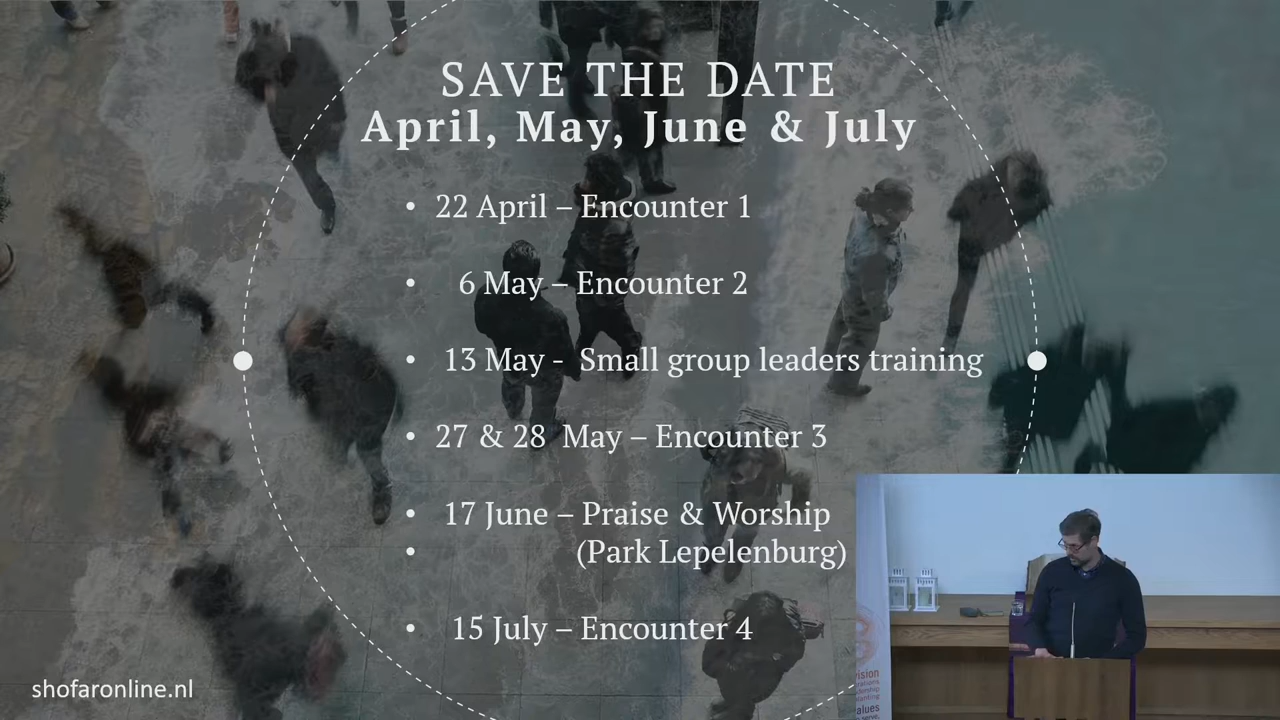 SAVE THE DATE
April, May, June & July
• 22 April – Encounter 1
• 6 May – Encounter 2
• 13 May - Small group leaders training
• 27 & 28 May – Encounter 3
• 17 June – Praise & Worship
• (Park Lepelenburg)
• 15 July – Encounter 4
shofaronline.nl
vision
values